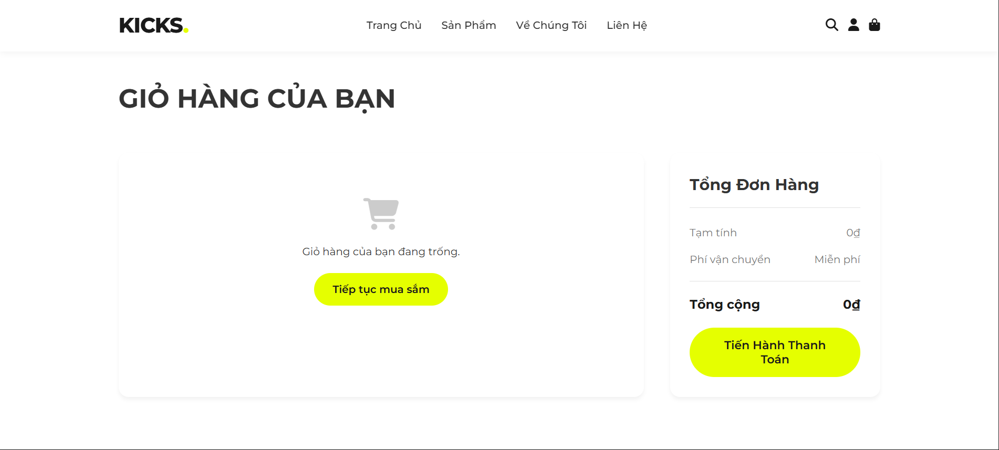 KICKS.
Trang Chủ
Sản Phẩm
Về Chúng Tôi
Liên Hệ
GIỎ HÀNG CỦA BẠN
Giỏ hàng của bạn đang trống.
Tiếp tục mua sắm
Tổng Đơn Hàng
Tạm tính 0₫
Phí vận chuyển Miễn phí
Tổng cộng 0₫
Tiến Hành Thanh
Toán